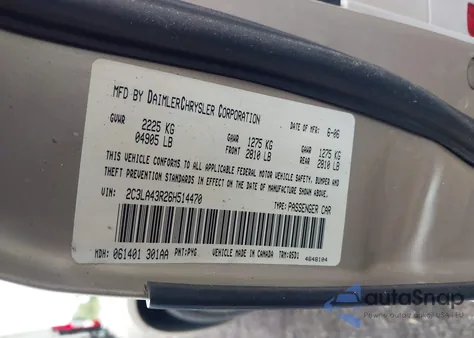 MFD BY DAIMLERCHRYSLER CORPORATION
DATE OF MFR: 6-06
GVWR 2225 KG 04905 LB
GAWR FRONT 1275 KG 2810 LB
GAWR REAR 1275 KG 2810 LB
THIS VEHICLE CONFORMS TO ALL APPLICABLE FEDERAL MOTOR VEHICLE SAFETY, BUMPER AND
THEFT PREVENTION STANDARDS IN EFFECT ON THE DATE OF MANUFACTURE SHOWN ABOVE.
VIN: 2C3LA43R26H514470
TYPE: PASSENGER CAR
MDH: 061401 301AA PNT:PYG VEHICLE MADE IN CANADA TRM:DSD1 4648104
autoSnap